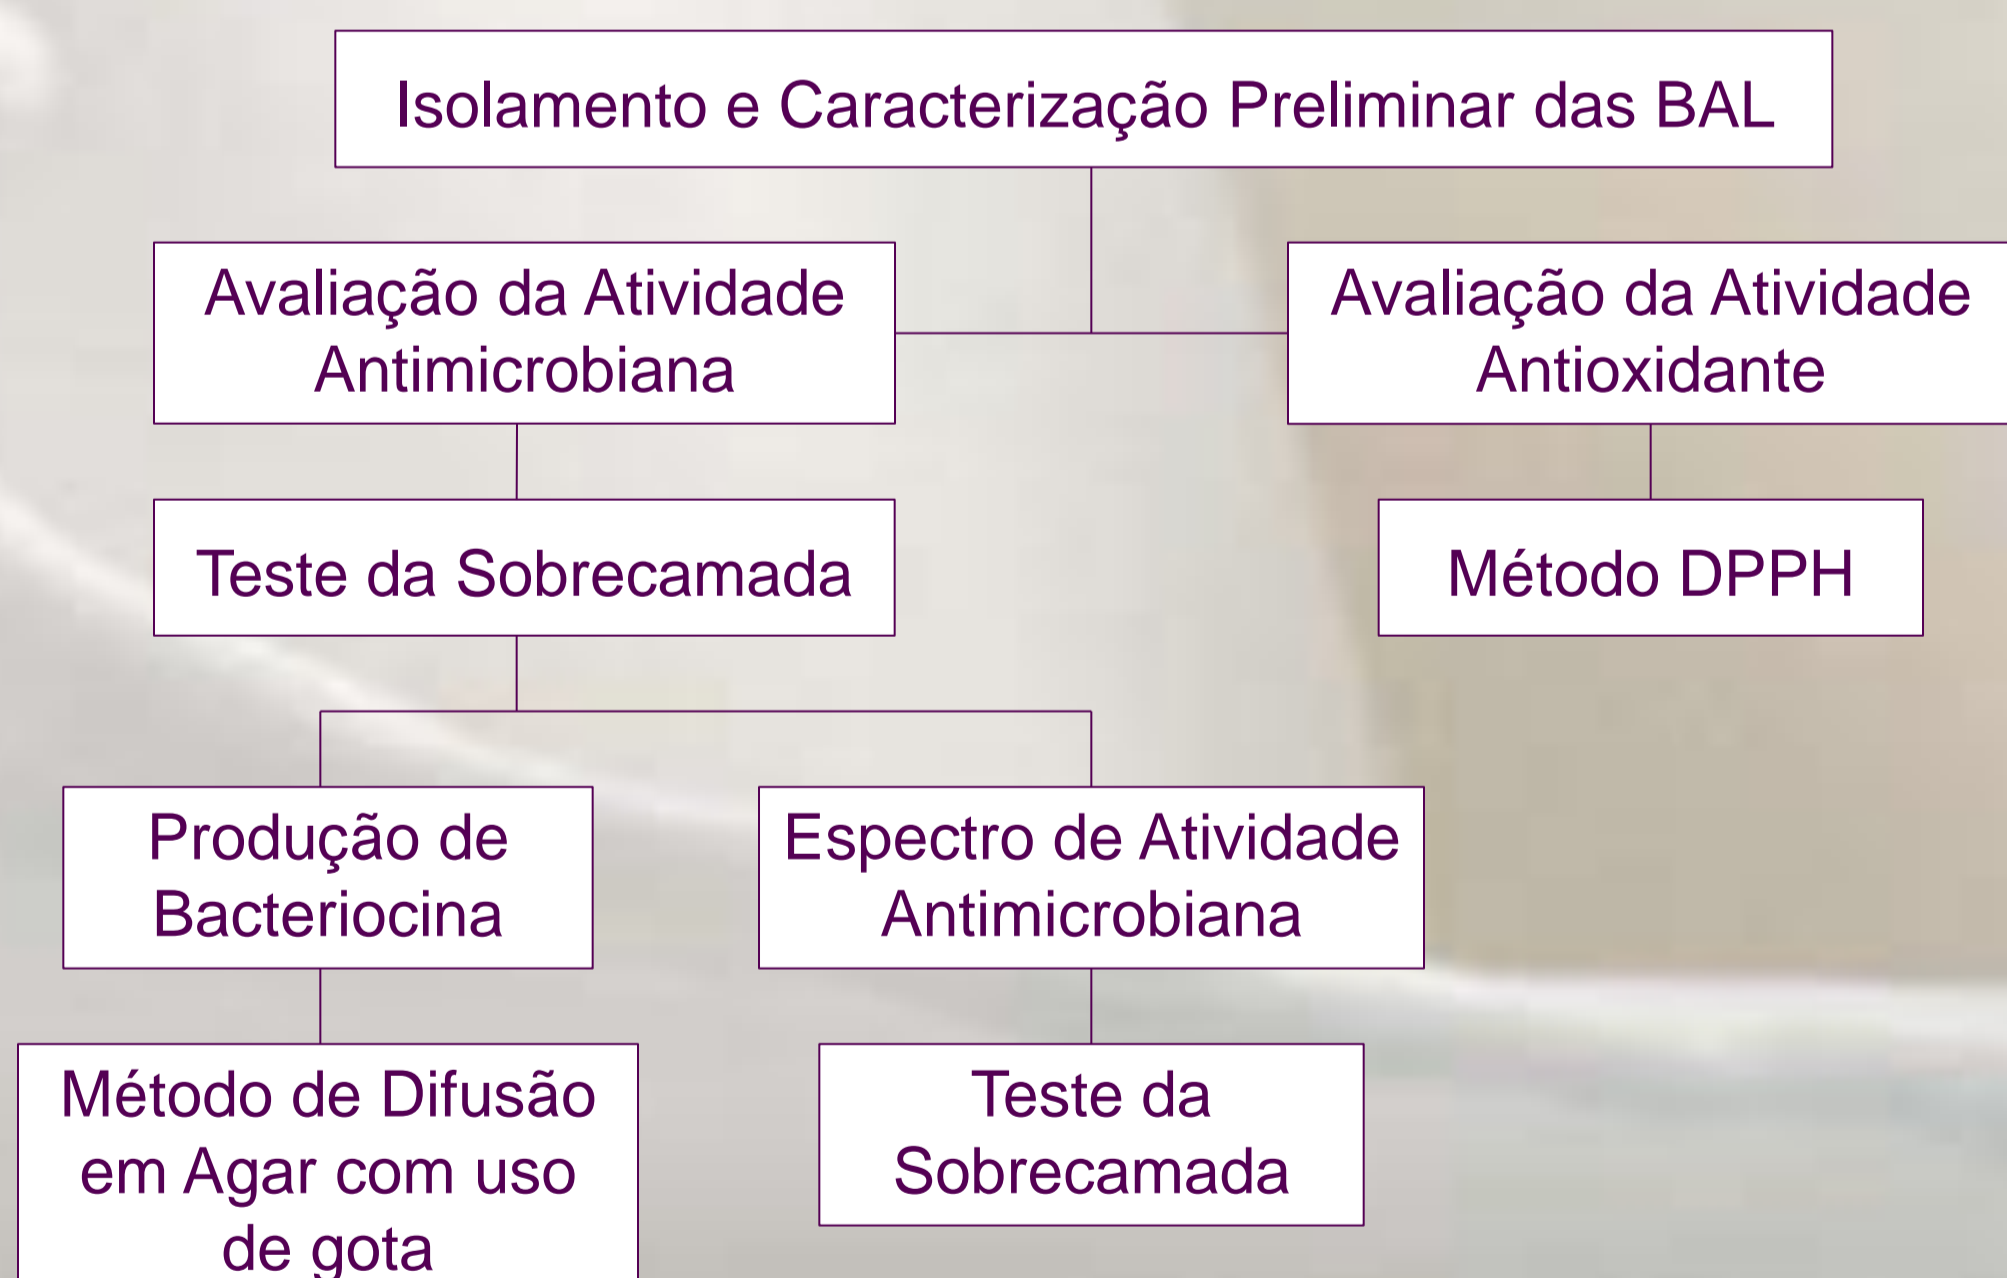 Isolamento e Caracterização Preliminar das BAL
Avaliação da Atividade
Antimicrobiana
Avaliação da Atividade
Antioxidante
Teste da Sobrecamada
Método DPPH
Produção de
Bacteriocina
Espectro de Atividade
Antimicrobiana
Método de Difusão
em Agar com uso
de gota
Teste da
Sobrecamada